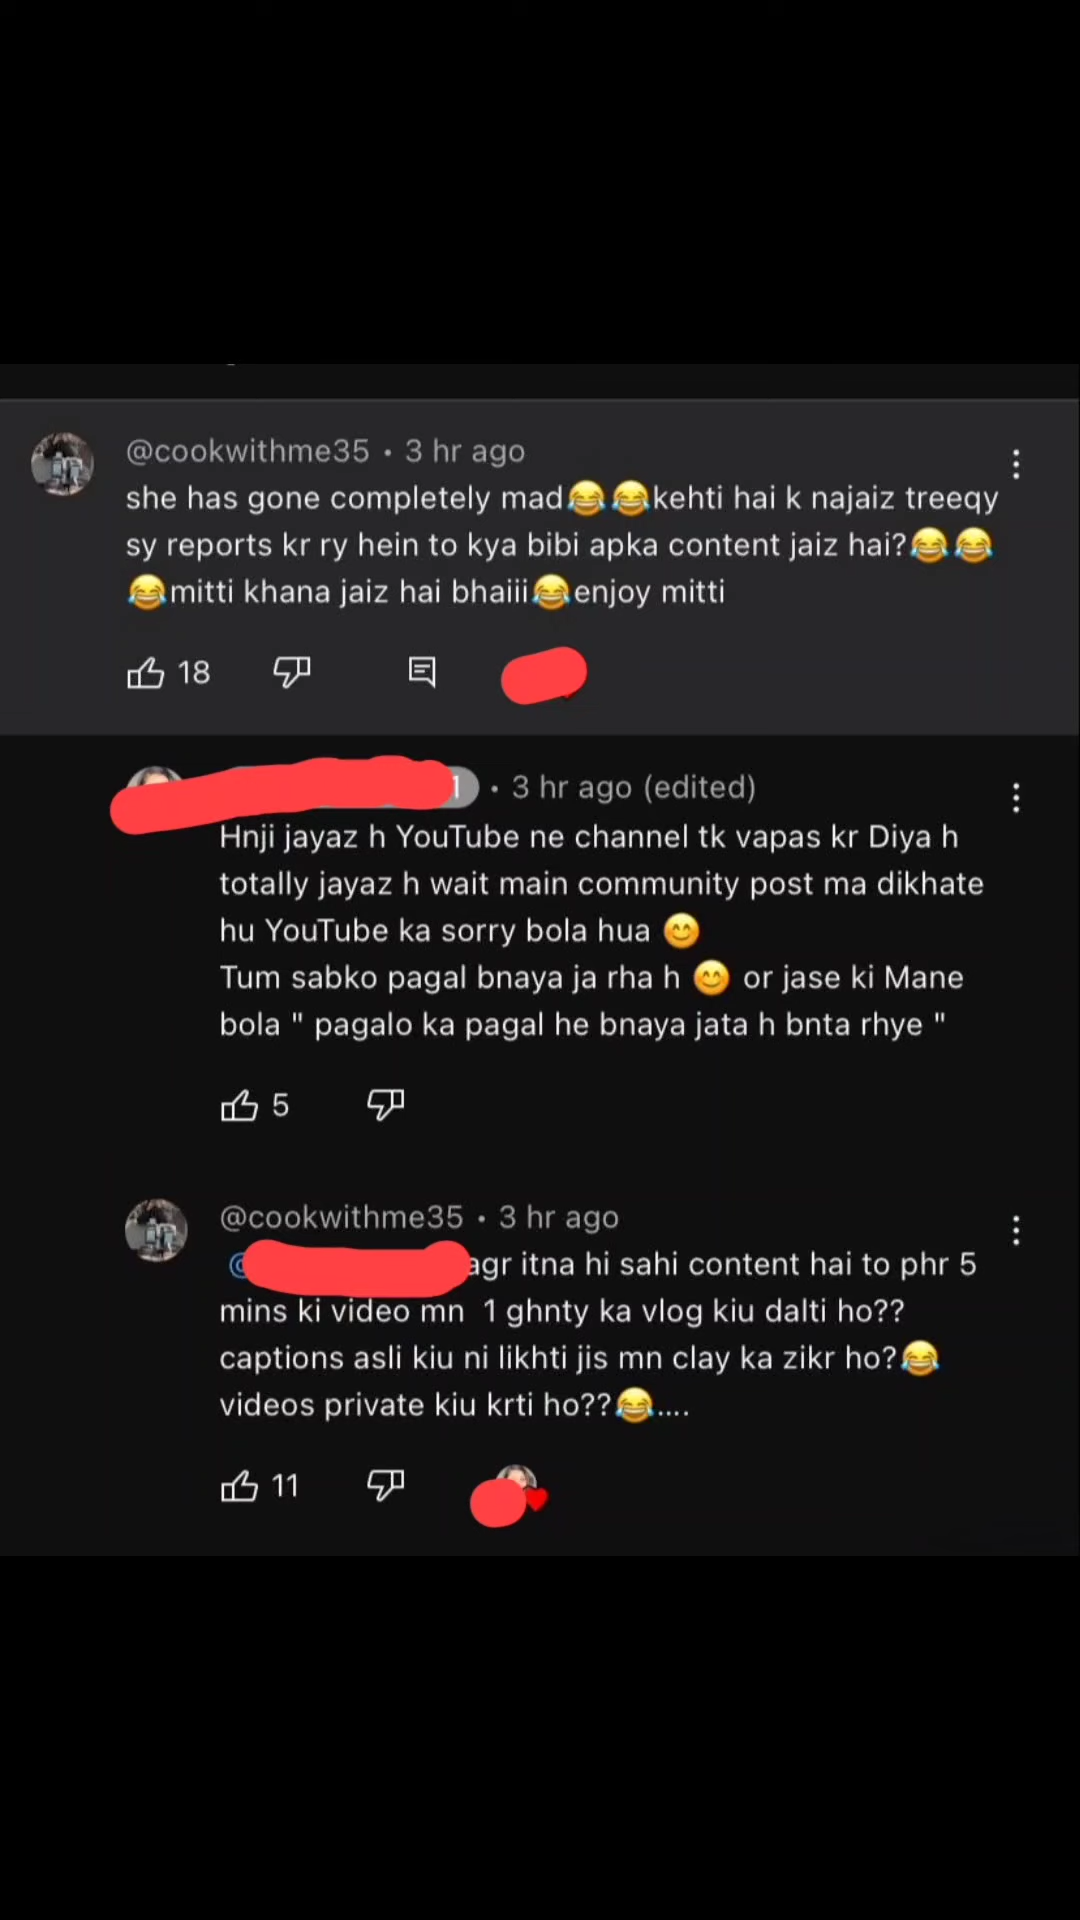 @cookwithme35 • 3 hr ago
she has gone completely mad😂😂kehti hai k najaiz treeqy
sy reports kr ry hein to kya bibi apka content jaiz hai?😂😂
😂mitti khana jaiz hai bhaiii😂enjoy mitti
18
• 3 hr ago (edited)
Hnji jayaz h YouTube ne channel tk vapas kr Diya h
totally jayaz h wait main community post ma dikhate
hu YouTube ka sorry bola hua 😊
Tum sabko pagal bnaya ja rha h 😊 or jase ki Mane
bola " pagalo ka pagal he bnaya jata h bnta rhye "
5
@cookwithme35 • 3 hr ago
@ agr itna hi sahi content hai to phr 5
mins ki video mn 1 ghnty ka vlog kiu dalti ho??
captions asli kiu ni likhti jis mn clay ka zikr ho?😂
videos private kiu krti ho??😂....
11